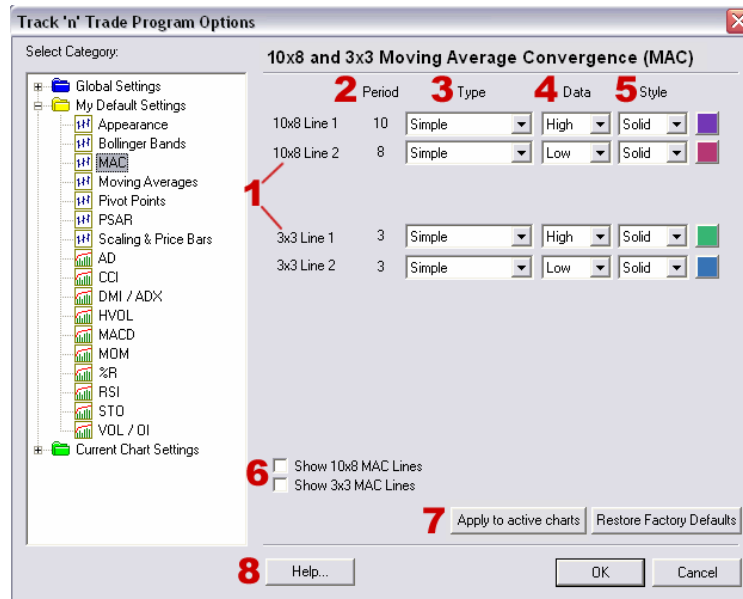 Track 'n' Trade Program Options
Select Category:
Global Settings
My Default Settings
Appearance
Bollinger Bands
MAC
Moving Averages
Pivot Points
PSAR
Scaling & Price Bars
AD
CCI
DMI / ADX
HVOL
MACD
MOM
%R
RSI
STO
VOL / OI
Current Chart Settings
10x8 and 3x3 Moving Average Convergence (MAC)
2 Period 3 Type 4 Data 5 Style
10x8 Line 1 10 Simple High Solid
10x8 Line 2 8 Simple Low Solid
1
3x3 Line 1 3 Simple High Solid
3x3 Line 2 3 Simple Low Solid
6
Show 10x8 MAC Lines
Show 3x3 MAC Lines
7 Apply to active charts Restore Factory Defaults
8 Help... OK Cancel